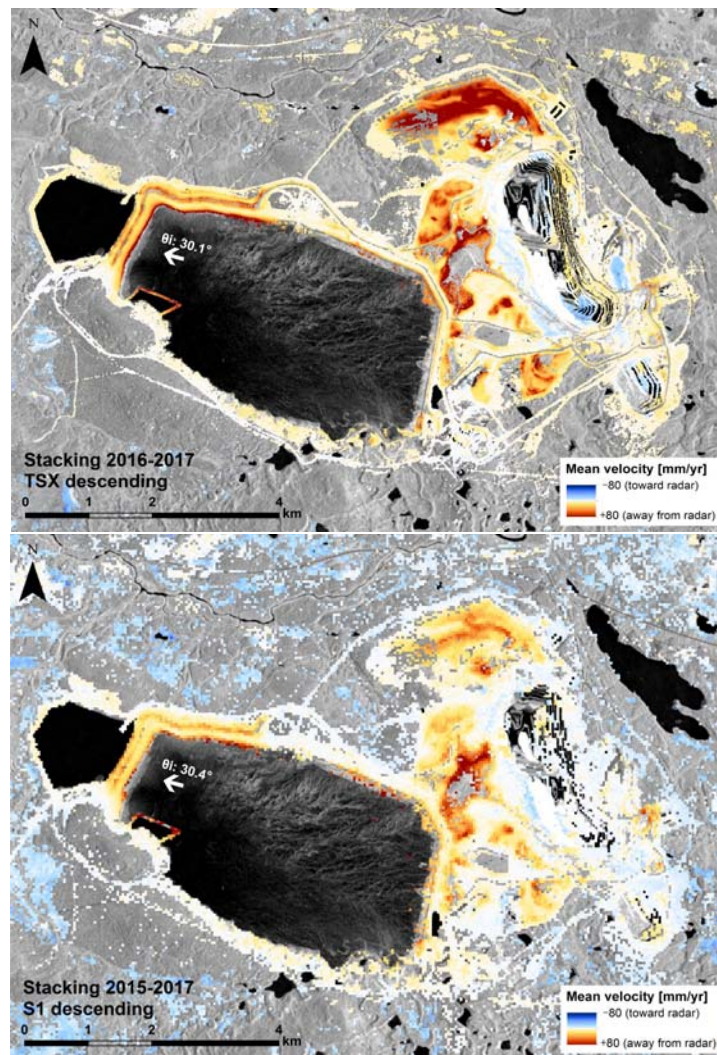 N
θi: 30.1°
Stacking 2016-2017
TSX descending
0 1 2 4
km
Mean velocity [mm/yr]
-80 (toward radar)
+80 (away from radar)
N
θi: 30.4°
Stacking 2015-2017
S1 descending
0 1 2 4
km
Mean velocity [mm/yr]
-80 (toward radar)
+80 (away from radar)